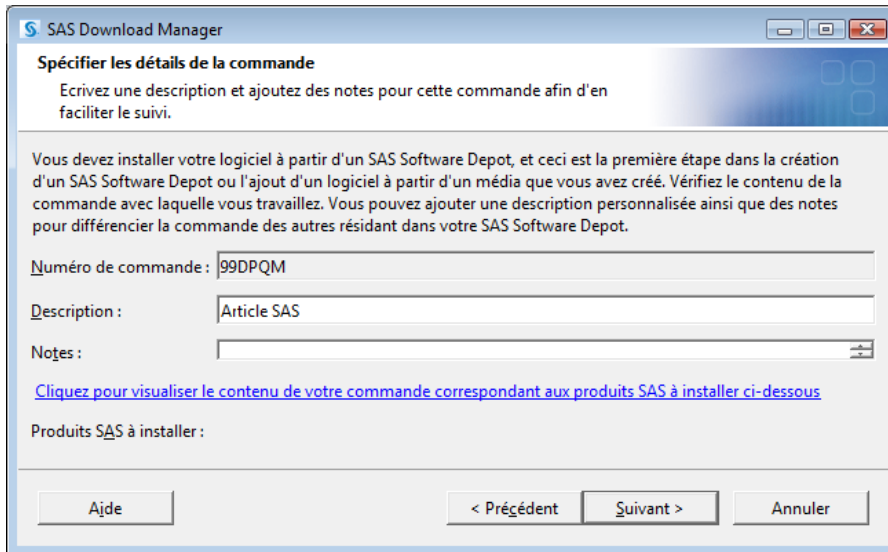 SAS Download Manager
Spécifier les détails de la commande
Ecrivez une description et ajoutez des notes pour cette commande afin d'en
faciliter le suivi.
Vous devez installer votre logiciel à partir d'un SAS Software Depot, et ceci est la première étape dans la création
d'un SAS Software Depot ou l'ajout d'un logiciel à partir d'un média que vous avez créé. Vérifiez le contenu de la
commande avec laquelle vous travaillez. Vous pouvez ajouter une description personnalisée ainsi que des notes
pour différencier la commande des autres résidant dans votre SAS Software Depot.
Numéro de commande : 99DPQM
Description : Article SAS
Notes :
Cliquez pour visualiser le contenu de votre commande correspondant aux produits SAS à installer ci-dessous
Produits SAS à installer :
Aide < Précédent Suivant > Annuler